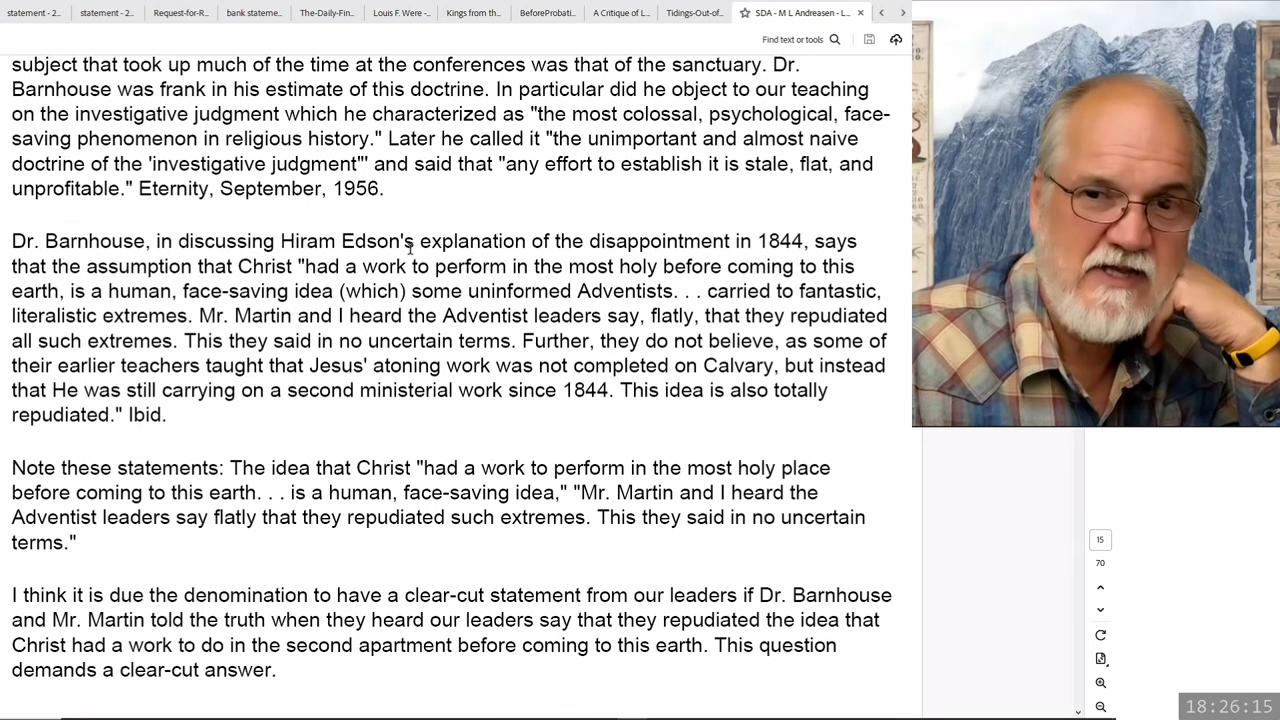 statement - 2...
statement - 2...
Request-for-R...
bank stateme...
The-Daily-Fin...
Louis F. Were -...
Kings from th...
BeforeProbati...
A Critique of L...
Tidings-Out-of...
SDA - M L Andreasen - L...
Find text or tools
subject that took up much of the time at the conferences was that of the sanctuary. Dr.
Barnhouse was frank in his estimate of this doctrine. In particular did he object to our teaching
on the investigative judgment which he characterized as "the most colossal, psychological, face-
saving phenomenon in religious history." Later he called it "the unimportant and almost naive
doctrine of the 'investigative judgment"' and said that "any effort to establish it is stale, flat, and
unprofitable." Eternity, September, 1956.
Dr. Barnhouse, in discussing Hiram Edson's explanation of the disappointment in 1844, says
that the assumption that Christ "had a work to perform in the most holy before coming to this
earth, is a human, face-saving idea (which) some uninformed Adventists. . . carried to fantastic,
literalistic extremes. Mr. Martin and I heard the Adventist leaders say, flatly, that they repudiated
all such extremes. This they said in no uncertain terms. Further, they do not believe, as some of
their earlier teachers taught that Jesus' atoning work was not completed on Calvary, but instead
that He was still carrying on a second ministerial work since 1844. This idea is also totally
repudiated." Ibid.
Note these statements: The idea that Christ "had a work to perform in the most holy place
before coming to this earth. . . is a human, face-saving idea," "Mr. Martin and I heard the
Adventist leaders say flatly that they repudiated such extremes. This they said in no uncertain
terms."
I think it is due the denomination to have a clear-cut statement from our leaders if Dr. Barnhouse
and Mr. Martin told the truth when they heard our leaders say that they repudiated the idea that
Christ had a work to do in the second apartment before coming to this earth. This question
demands a clear-cut answer.
15
70
18:26:15